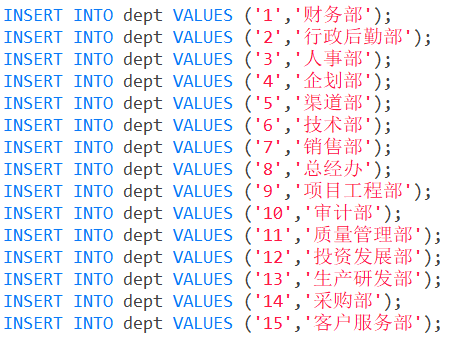 INSERT INTO dept VALUES ('1','财务部');
INSERT INTO dept VALUES ('2','行政后勤部');
INSERT INTO dept VALUES ('3','人事部');
INSERT INTO dept VALUES ('4','企划部');
INSERT INTO dept VALUES ('5','渠道部');
INSERT INTO dept VALUES ('6','技术部');
INSERT INTO dept VALUES ('7','销售部');
INSERT INTO dept VALUES ('8','总经办');
INSERT INTO dept VALUES ('9','项目工程部');
INSERT INTO dept VALUES ('10','审计部');
INSERT INTO dept VALUES ('11','质量管理部');
INSERT INTO dept VALUES ('12','投资发展部');
INSERT INTO dept VALUES ('13','生产研发部');
INSERT INTO dept VALUES ('14','采购部');
INSERT INTO dept VALUES ('15','客户服务部');